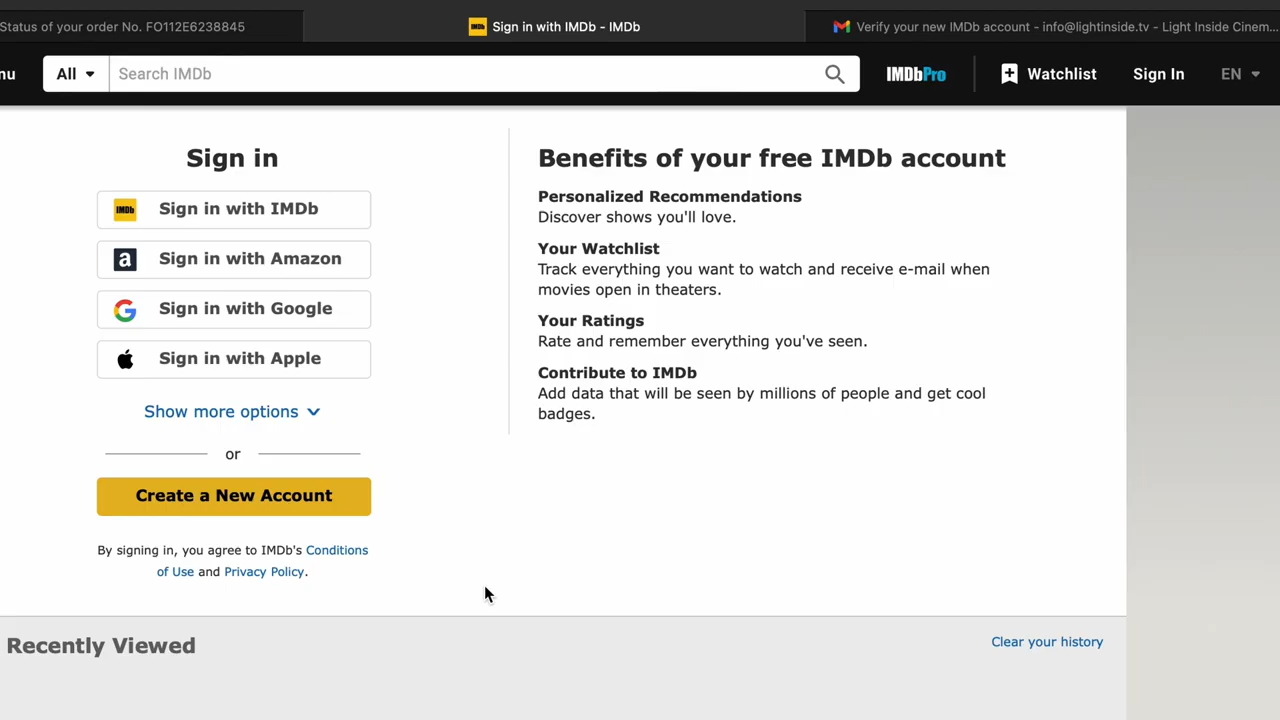 Status of your order No. FO112E6238845
IMDb Sign in with IMDb - IMDb
Verify your new IMDb account - info@lightinside.tv - Light Inside Cinem...
nu
All
Search IMDb
IMDbPro
Watchlist
Sign In
EN
Sign in
IMDb Sign in with IMDb
a Sign in with Amazon
G Sign in with Google
Sign in with Apple
Show more options
or
Create a New Account
By signing in, you agree to IMDb's Conditions
of Use and Privacy Policy.
Benefits of your free IMDb account
Personalized Recommendations
Discover shows you'll love.
Your Watchlist
Track everything you want to watch and receive e-mail when
movies open in theaters.
Your Ratings
Rate and remember everything you've seen.
Contribute to IMDb
Add data that will be seen by millions of people and get cool
badges.
Recently Viewed
Clear your history